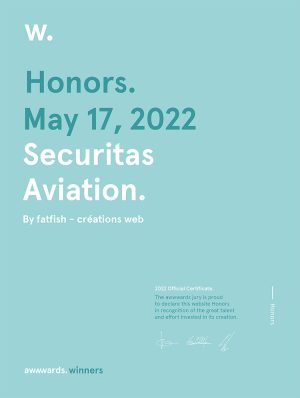 w.
Honors.
May 17, 2022
Securitas
Aviation.
By fatfish – créations web
2022 Official Certificate.
The awwwards jury is proud
to declare this website Honors
in recognition of the great talent
and effort invested in its creation.
Honors
awwwards.winners